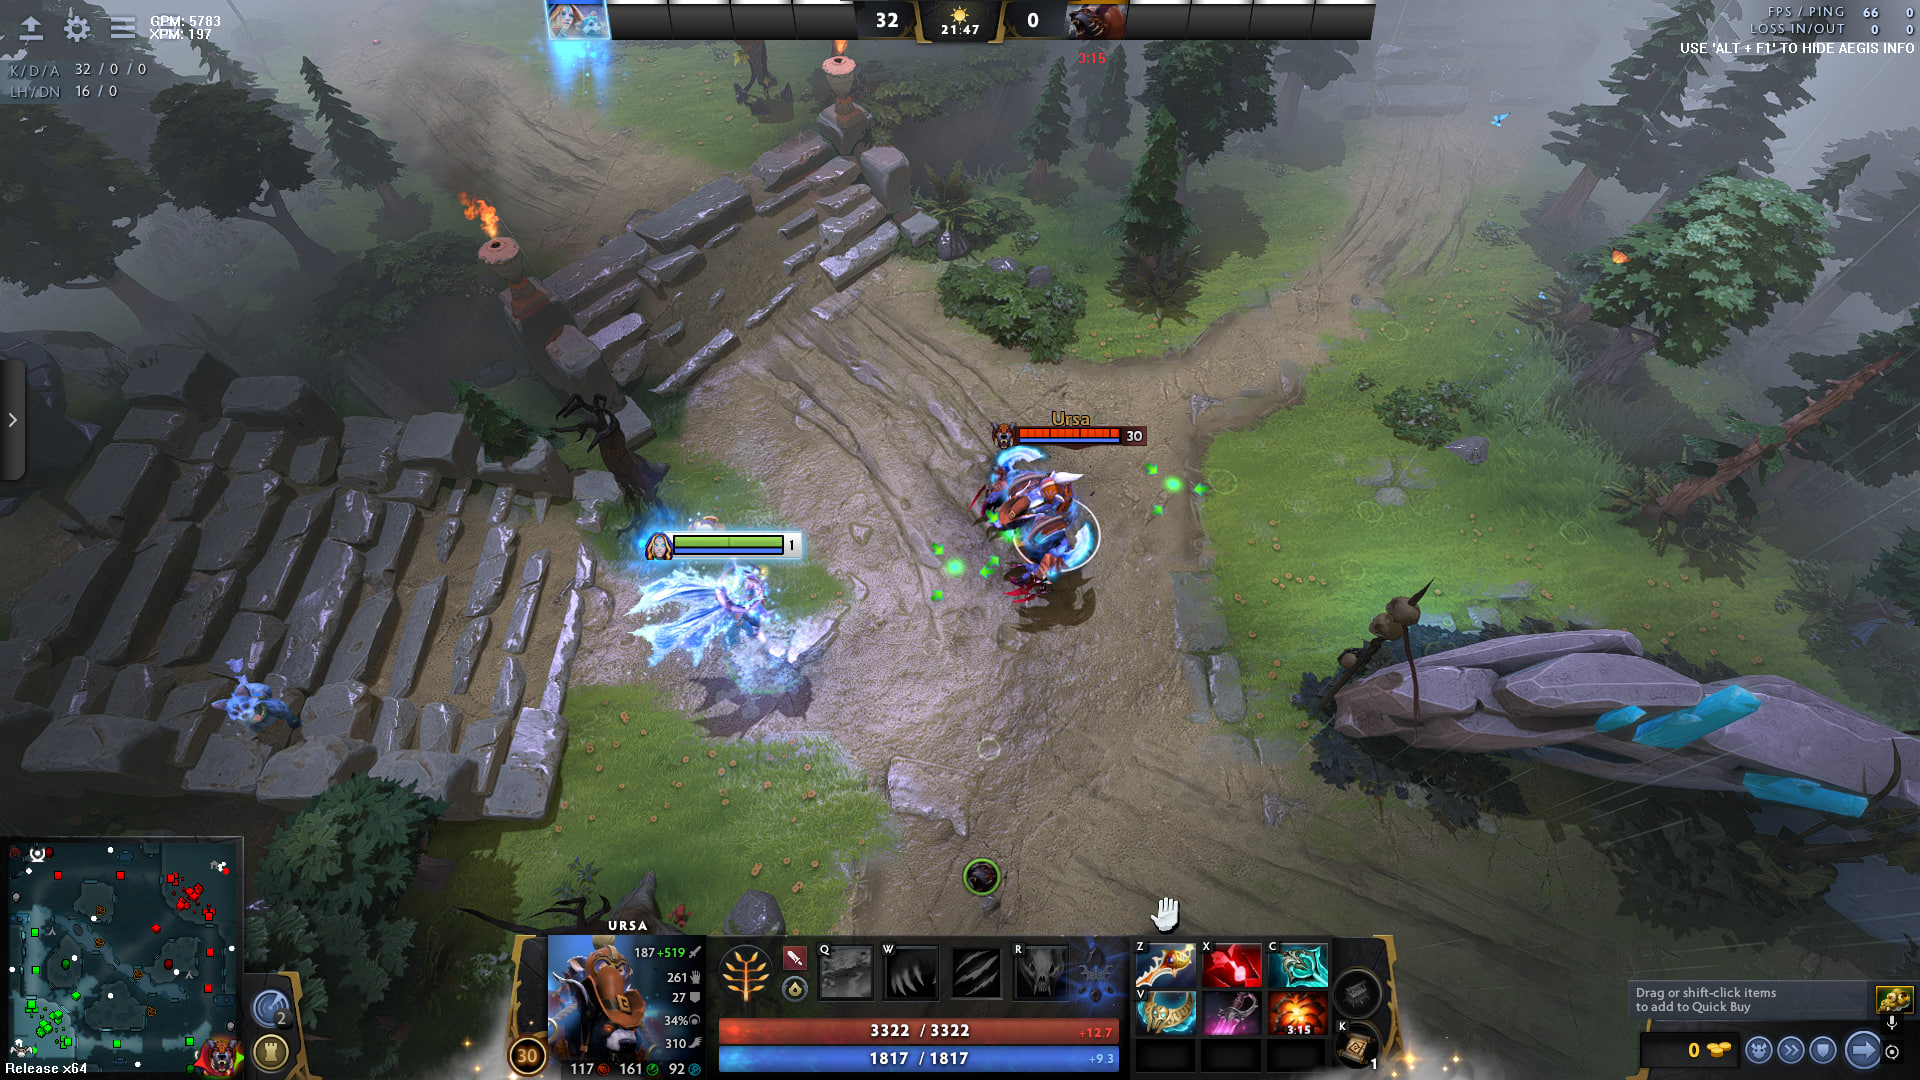 GPM: 5783
XPM: 197
K/D/A 32 / 0 / 0
LH/DN 16 / 0
32
21:47
0
3:15
FPS / PING 66 0
LOSS IN/OUT 0 0
USE 'ALT + F1' TO HIDE AEGIS INFO
Ursa
30
1
URSA
187+519
261
27
34%
310
117 161 92
30
Q
W
R
3322 / 3322
+12.7
1817 / 1817
+9.3
Z
X
C
V
3:15
K
1
2
Drag or shift-click items
to add to Quick Buy
0
Release x64